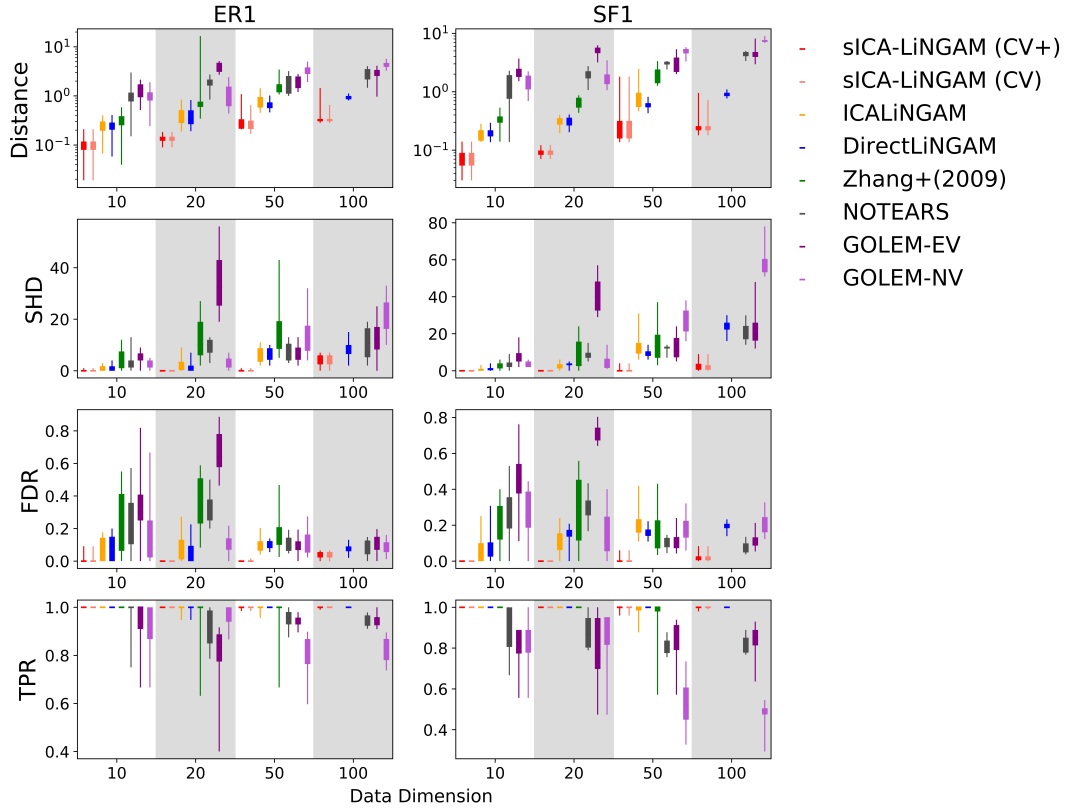 ER1
SF1
Distance
10¹
10⁰
10⁻¹
10 20 50 100
10¹
10⁰
10⁻¹
10 20 50 100
SHD
40
20
0
10 20 50 100
80
60
40
20
0
10 20 50 100
FDR
0.8
0.6
0.4
0.2
0.0
10 20 50 100
0.8
0.6
0.4
0.2
0.0
10 20 50 100
TPR
1.0
0.8
0.6
0.4
10 20 50 100
1.0
0.8
0.6
0.4
10 20 50 100
Data Dimension
sICA-LiNGAM (CV+)
sICA-LiNGAM (CV)
ICALiNGAM
DirectLiNGAM
Zhang+(2009)
NOTEARS
GOLEM-EV
GOLEM-NV